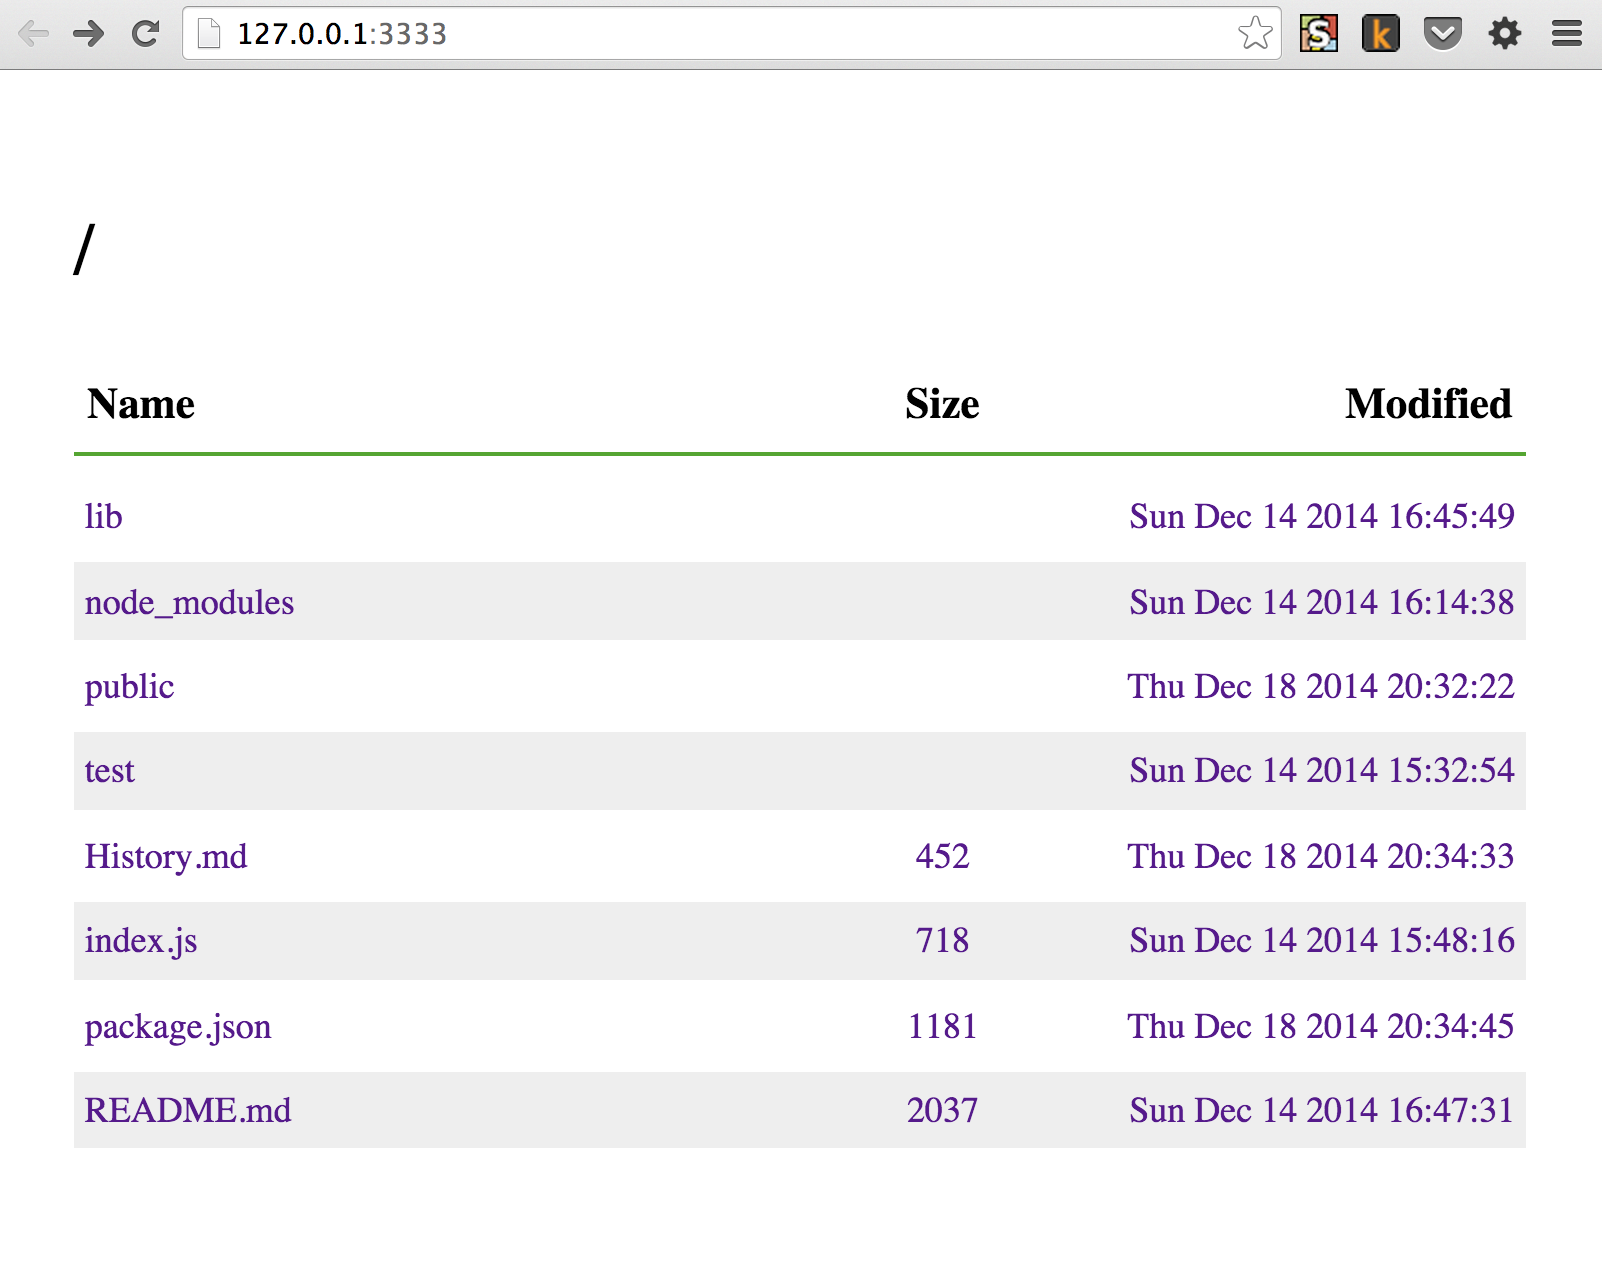 127.0.0.1:3333
/
Name Size Modified
lib Sun Dec 14 2014 16:45:49
node_modules Sun Dec 14 2014 16:14:38
public Thu Dec 18 2014 20:32:22
test Sun Dec 14 2014 15:32:54
History.md 452 Thu Dec 18 2014 20:34:33
index.js 718 Sun Dec 14 2014 15:48:16
package.json 1181 Thu Dec 18 2014 20:34:45
README.md 2037 Sun Dec 14 2014 16:47:31